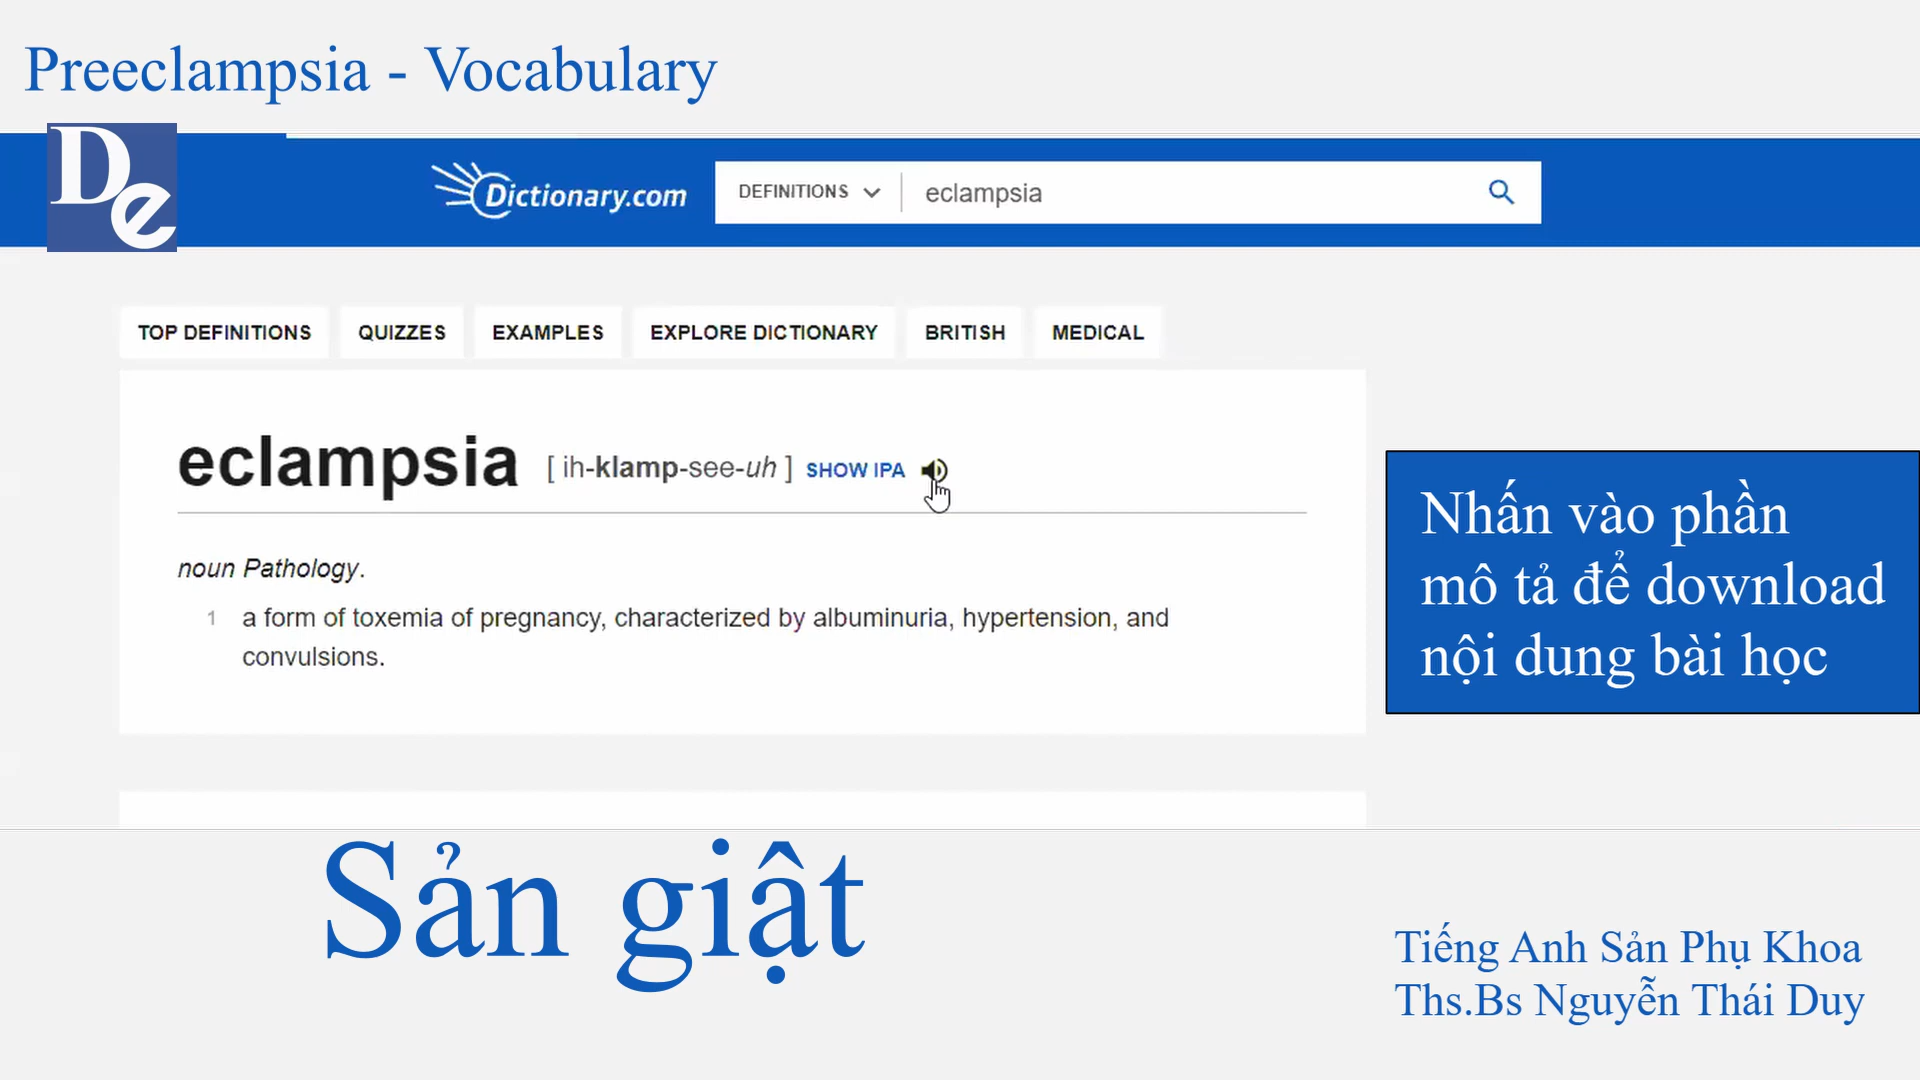 Preeclampsia - Vocabulary
De
Dictionary.com
DEFINITIONS
eclampsia
TOP DEFINITIONS
QUIZZES
EXAMPLES
EXPLORE DICTIONARY
BRITISH
MEDICAL
eclampsia [ ih-klamp-see-uh ] SHOW IPA
noun Pathology.
1 a form of toxemia of pregnancy, characterized by albuminuria, hypertension, and
convulsions.
Nhấn vào phần
mô tả để download
nội dung bài học
Sản giật
Tiếng Anh Sản Phụ Khoa
Ths.Bs Nguyễn Thái Duy